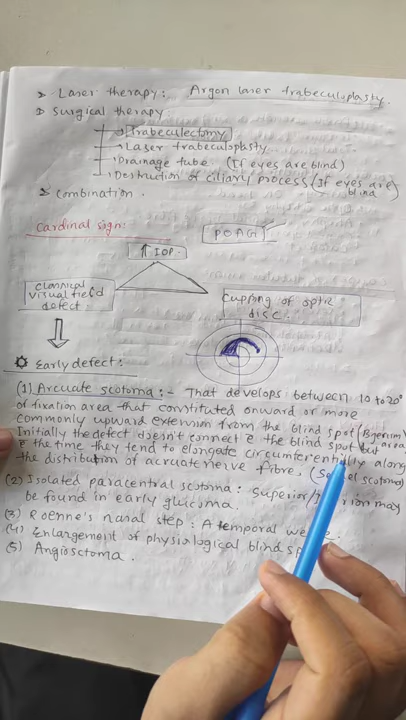 > Laser therapy: Argon laser trabeculoplasty.
> Surgical therapy:
→ Trabeculectomy
→ Laser trabeculoplasty
→ Drainage tube (If eyes are blind)
→ Destruction of ciliary process (If eyes are blind)
> Combination.
Cardinal sign:
POAG
↑ IOP.
Classical visual field defect
Cupping of optic disc.
Early defect:
(1) Arcuate scotoma:- That develops between 10 to 20°
of fixation area that constituted onward or more
commonly upward extension from the blind spot (Bjerrum area
Initially the defect doesn't connect c̄ the blind spot but
c̄ the time they tend to elongate circumferentially along
the distribution of acruate nerve fibre. ( scotoma)
(2) Isolated paracentral scotoma: Superior/ may
be found in early glucoma.
(3) Roenne's nasal step: A temporal
(4) Enlargement of physiological blind
(5) Angiosctoma.